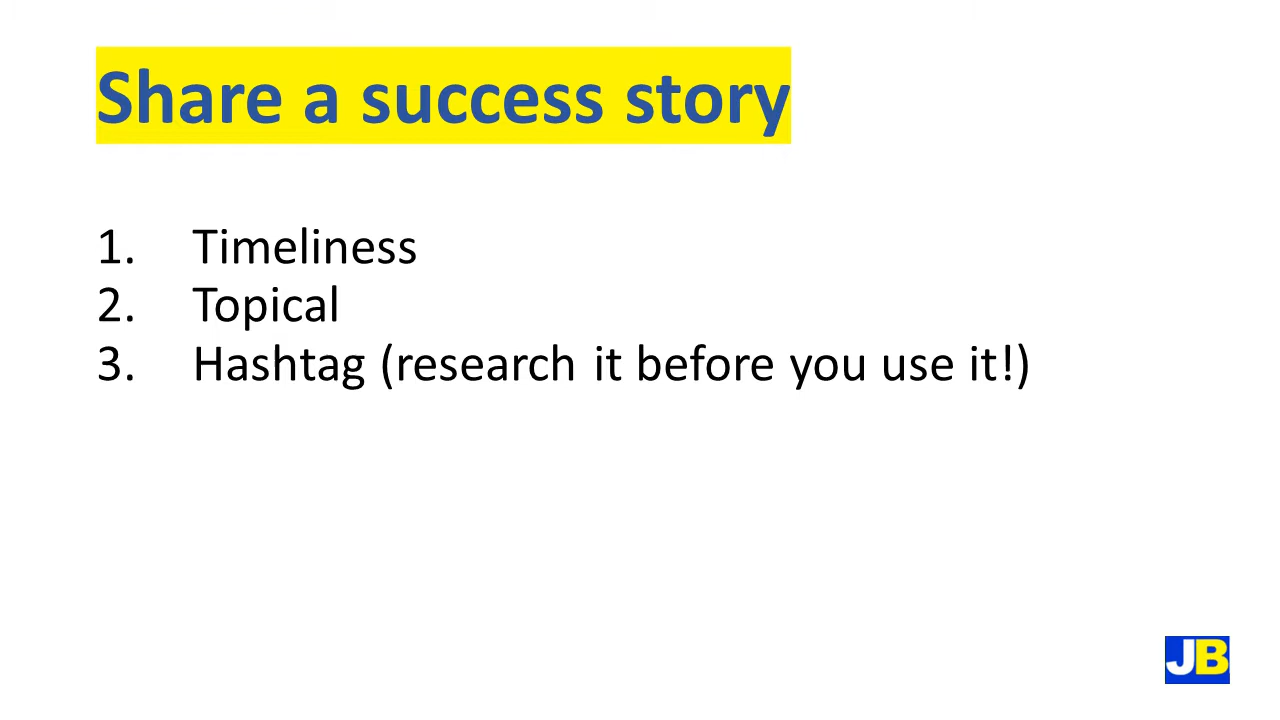 Share a success story
1. Timeliness
2. Topical
3. Hashtag (research it before you use it!)
JB